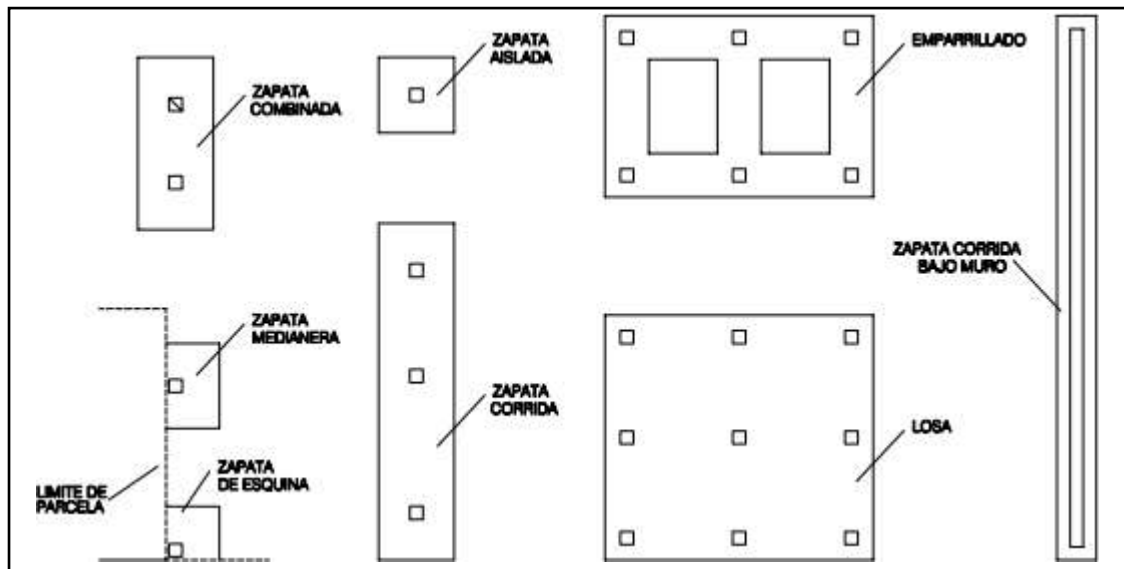 ZAPATA
COMBINADA
ZAPATA
AISLADA
EMPARRILLADO
ZAPATA CORRIDA
BAJO MURO
ZAPATA
MEDIANERA
ZAPATA
CORRIDA
LOSA
ZAPATA
DE ESQUINA
LIMITE DE
PARCELA